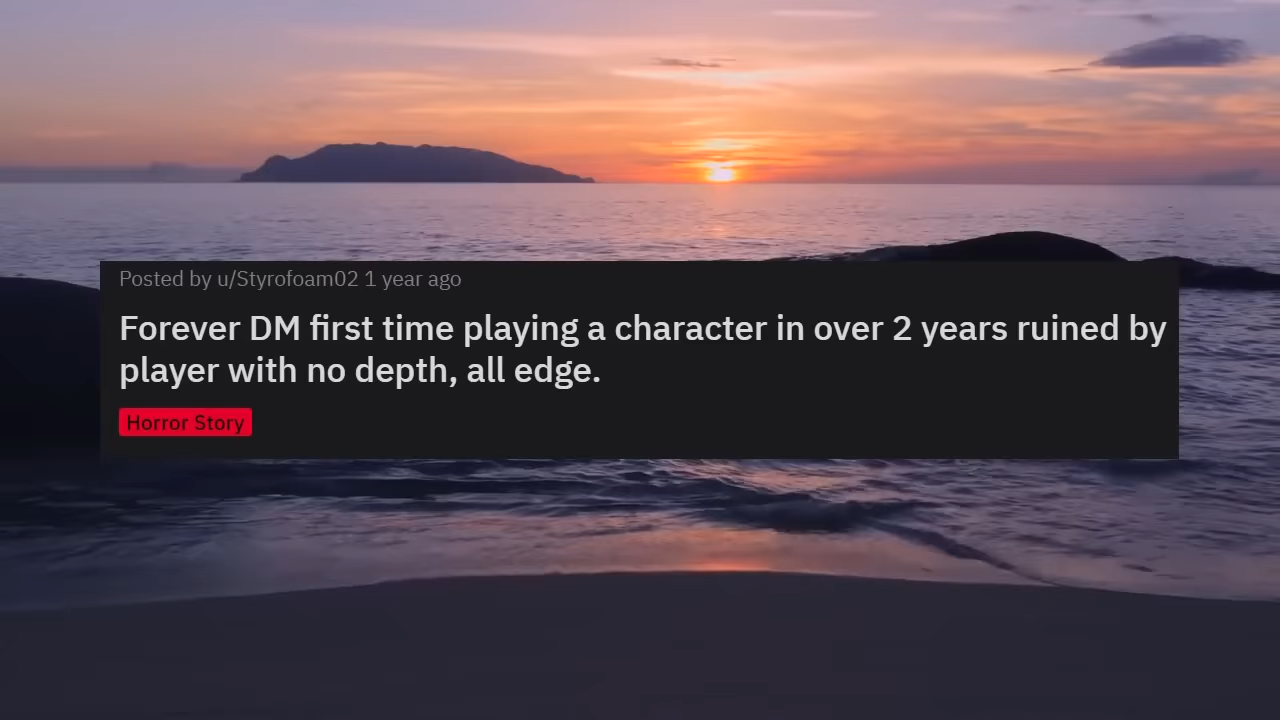 Posted by u/Styrofoam02 1 year ago
Forever DM first time playing a character in over 2 years ruined by
player with no depth, all edge.
Horror Story